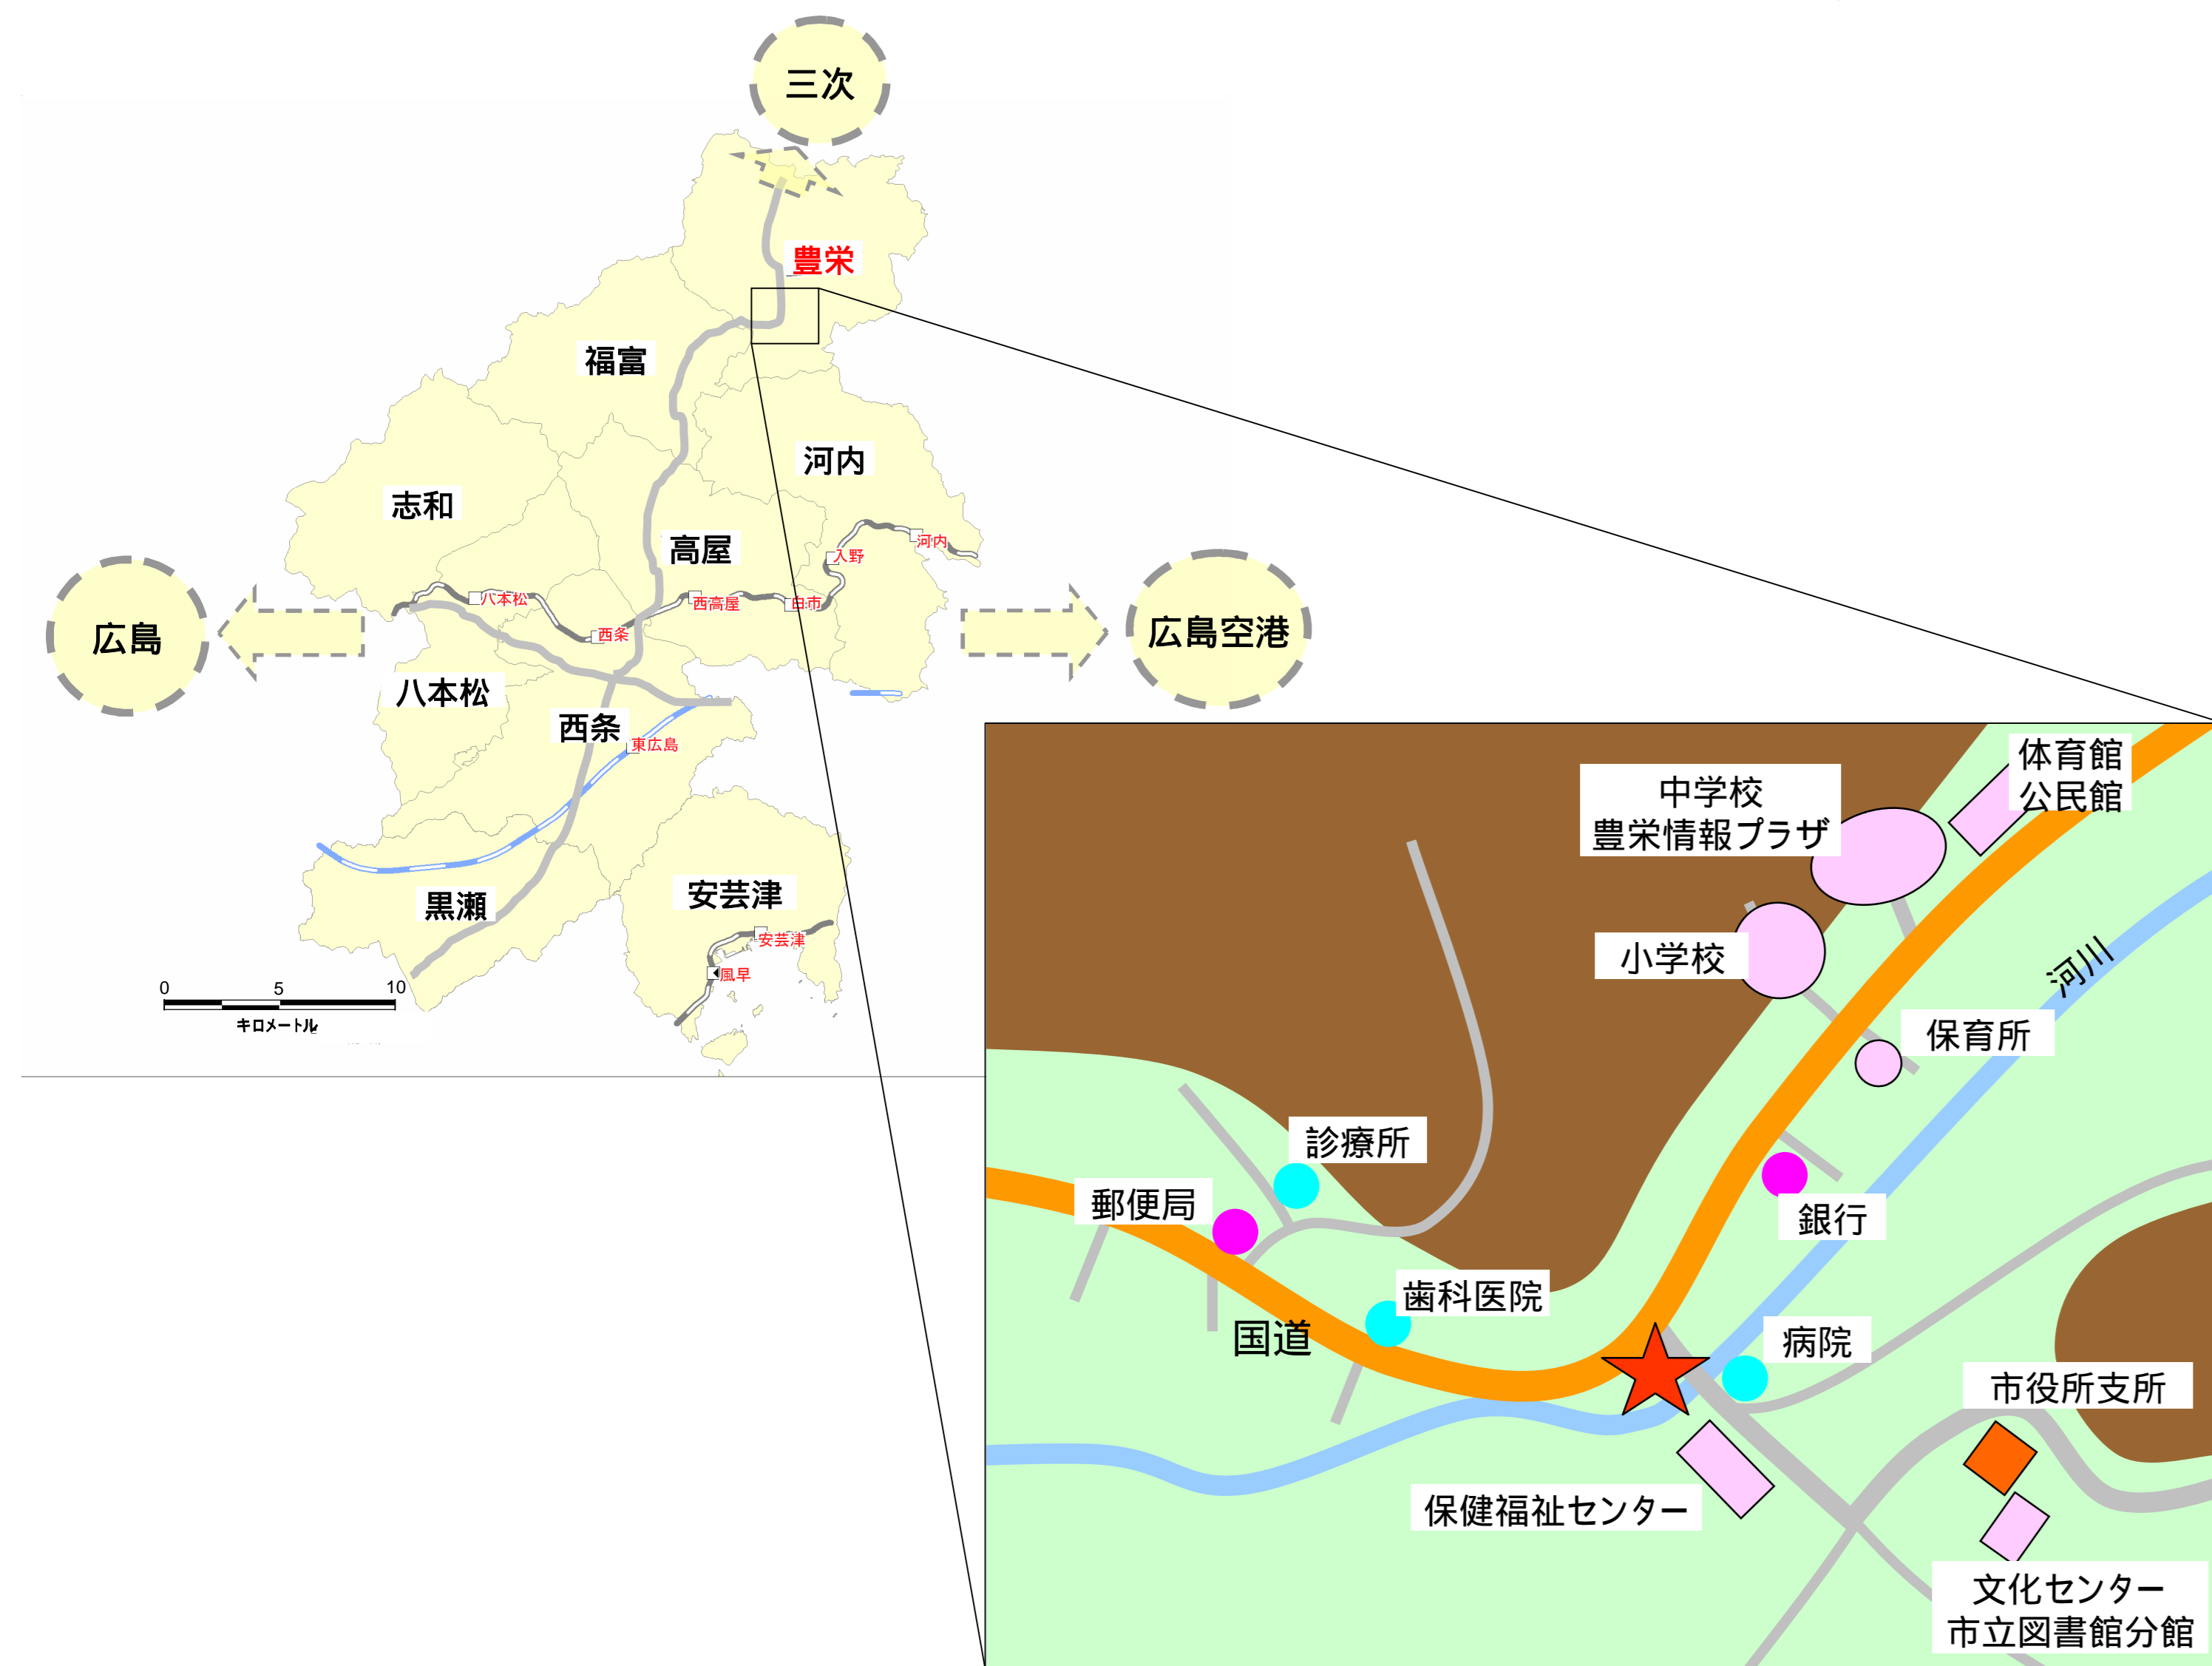 三次
豊栄
福富
河内
志和
高屋
河内
入野
八本松
西高屋
白市
西条
広島
広島空港
八本松
西条
東広島
黒瀬
安芸津
安芸津
風早
0 5 10
キロメートル
体育館
公民館
中学校
豊栄情報プラザ
小学校
河川
保育所
診療所
郵便局
銀行
歯科医院
国道
病院
市役所支所
保健福祉センター
文化センター
市立図書館分館